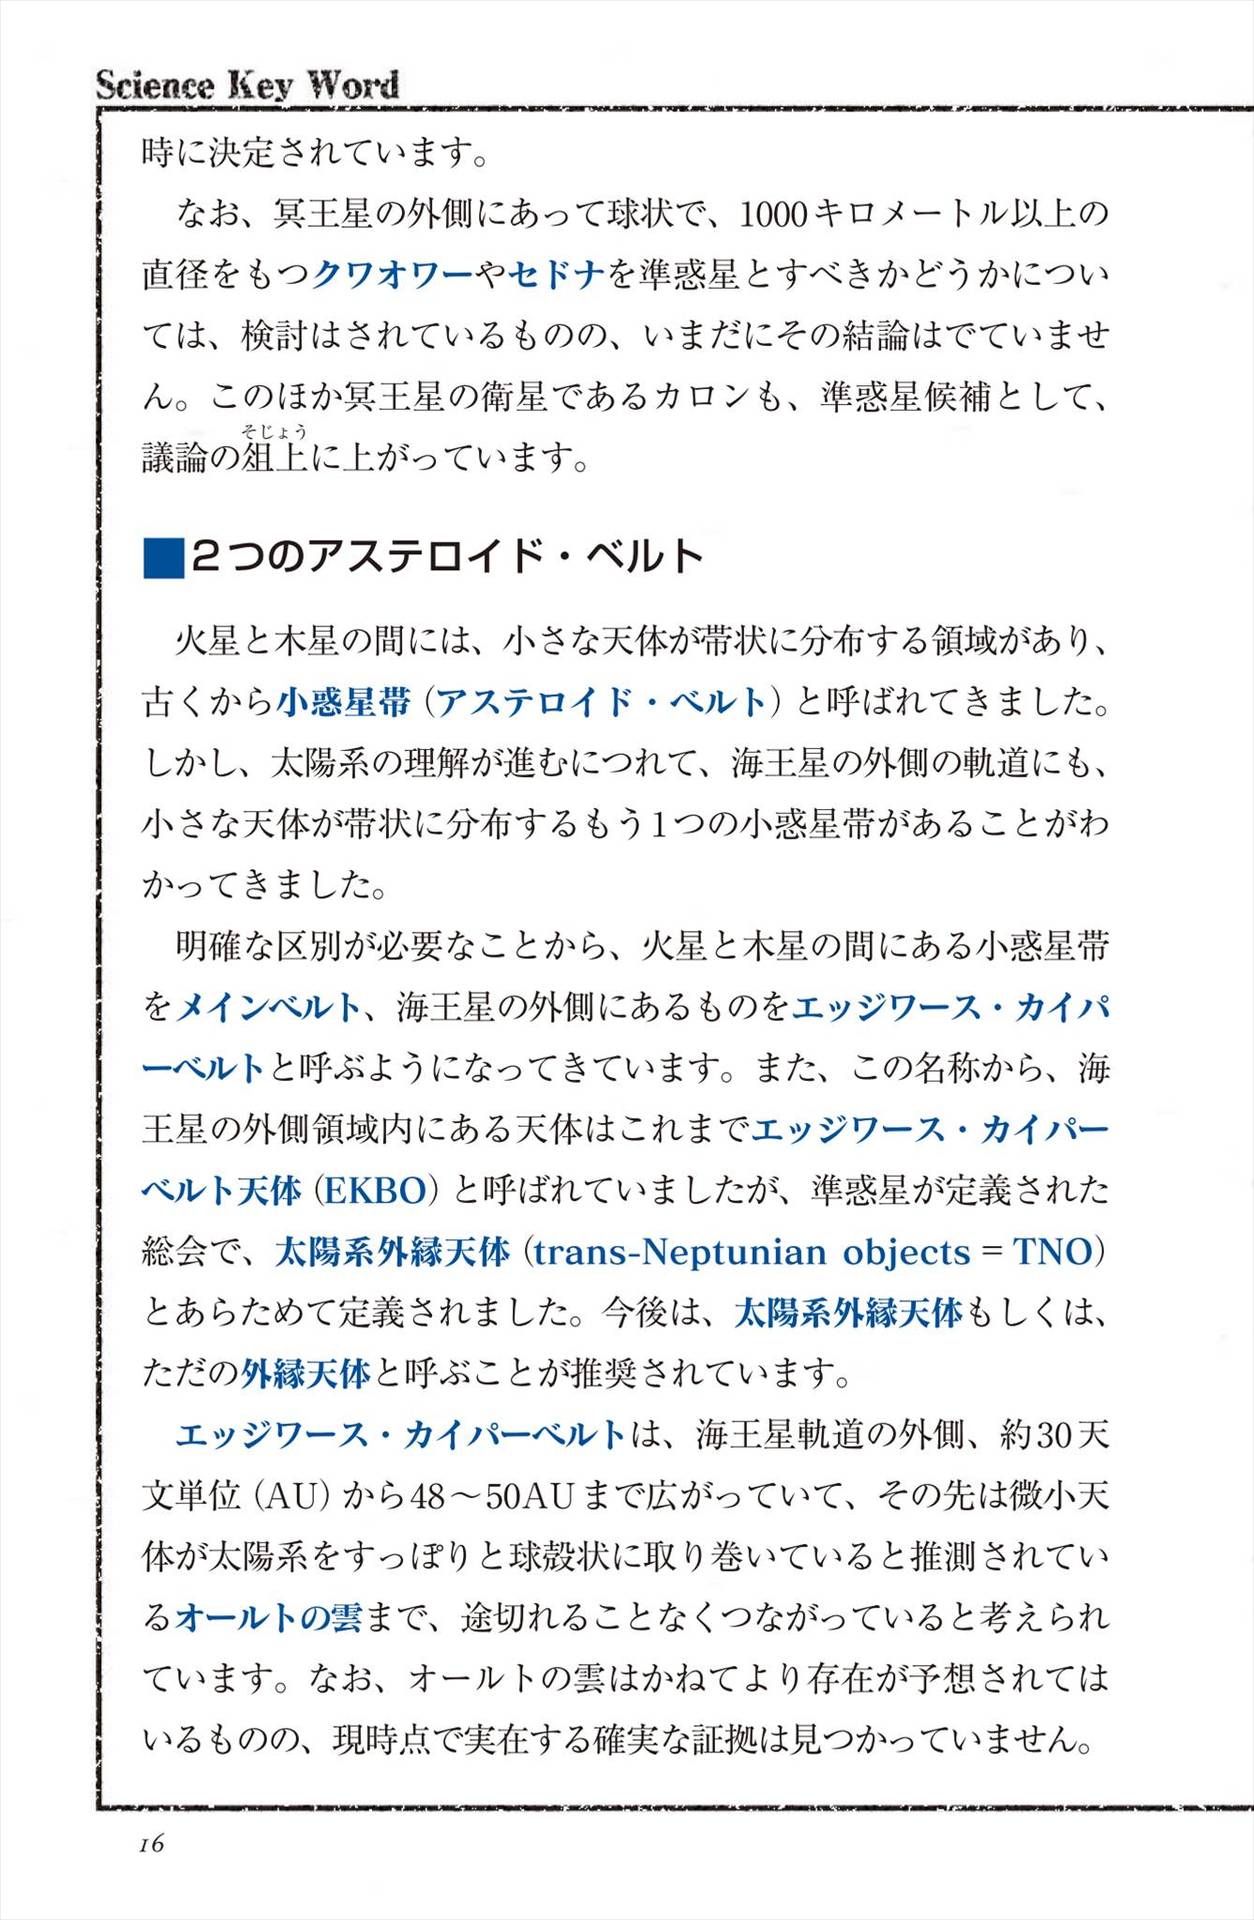 Science Key Word
時に決定されています。
なお、冥王星の外側にあって球状で、1000キロメートル以上の
直径をもつクワオワーやセドナを準惑星とすべきかどうかについ
ては、検討はされているものの、いまだにその結論はでていませ
ん。このほか冥王星の衛星であるカロンも、準惑星候補として、
そじょう
議論の俎上に上がっています。
■2つのアステロイド・ベルト
火星と木星の間には、小さな天体が帯状に分布する領域があり、
古くから小惑星帯（アステロイド・ベルト）と呼ばれてきました。
しかし、太陽系の理解が進むにつれて、海王星の外側の軌道にも、
小さな天体が帯状に分布するもう1つの小惑星帯があることがわ
かってきました。
明確な区別が必要なことから、火星と木星の間にある小惑星帯
をメインベルト、海王星の外側にあるものをエッジワース・カイパ
ーベルトと呼ぶようになってきています。また、この名称から、海
王星の外側領域内にある天体はこれまでエッジワース・カイパー
ベルト天体（EKBO）と呼ばれていましたが、準惑星が定義された
総会で、太陽系外縁天体（trans-Neptunian objects = TNO）
とあらためて定義されました。今後は、太陽系外縁天体もしくは、
ただの外縁天体と呼ぶことが推奨されています。
エッジワース・カイパーベルトは、海王星軌道の外側、約30天
文単位（AU）から48〜50AUまで広がっていて、その先は微小天
体が太陽系をすっぽりと球殻状に取り巻いていると推測されてい
るオールトの雲まで、途切れることなくつながっていると考えられ
ています。なお、オールトの雲はかねてより存在が予想されては
いるものの、現時点で実在する確実な証拠は見つかっていません。
16